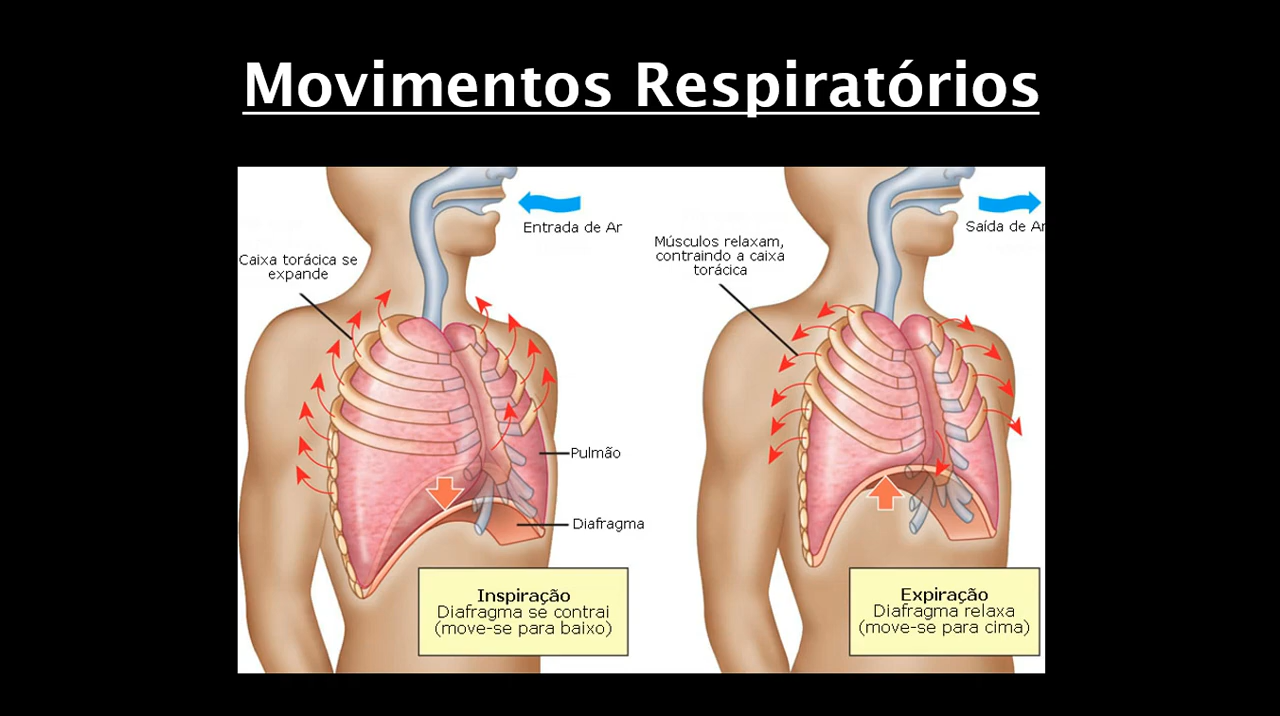 Movimentos Respiratórios
Entrada de Ar
Caixa torácica se
expande
Pulmão
Diafragma
Inspiração
Diafragma se contrai
(move-se para baixo)
Saída de Ar
Músculos relaxam,
contraindo a caixa
torácica
Expiração
Diafragma relaxa
(move-se para cima)